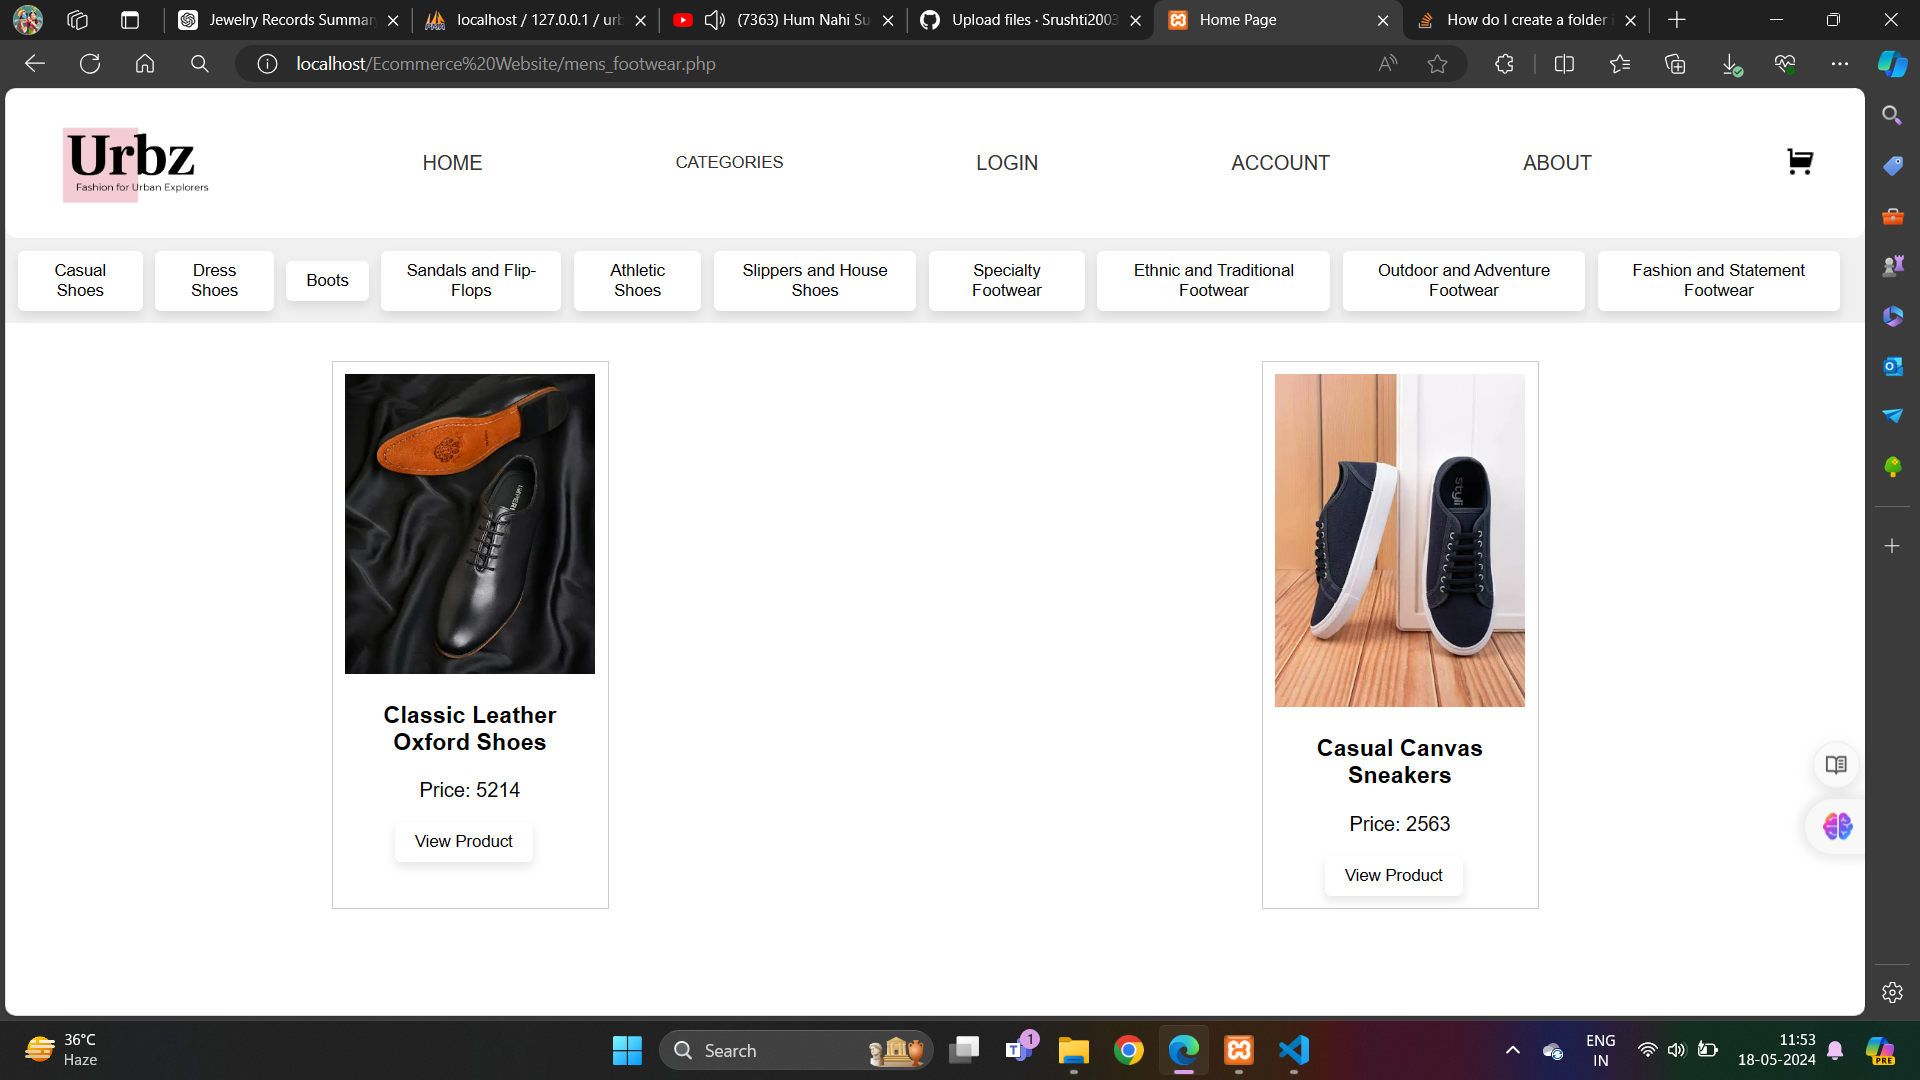 Jewelry Records Summar
localhost / 127.0.0.1 / urb
(7363) Hum Nahi Su
Upload files · Srushti2003
Home Page
How do I create a folder i
localhost/Ecommerce%20Website/mens_footwear.php
Urbz
Fashion for Urban Explorers
HOME
CATEGORIES
LOGIN
ACCOUNT
ABOUT
Casual
Shoes
Dress
Shoes
Boots
Sandals and Flip-
Flops
Athletic
Shoes
Slippers and House
Shoes
Specialty
Footwear
Ethnic and Traditional
Footwear
Outdoor and Adventure
Footwear
Fashion and Statement
Footwear
Classic Leather
Oxford Shoes
Price: 5214
View Product
styli
Casual Canvas
Sneakers
Price: 2563
View Product
36°C
Haze
Search
1
ENG
IN
11:53
18-05-2024
PRE